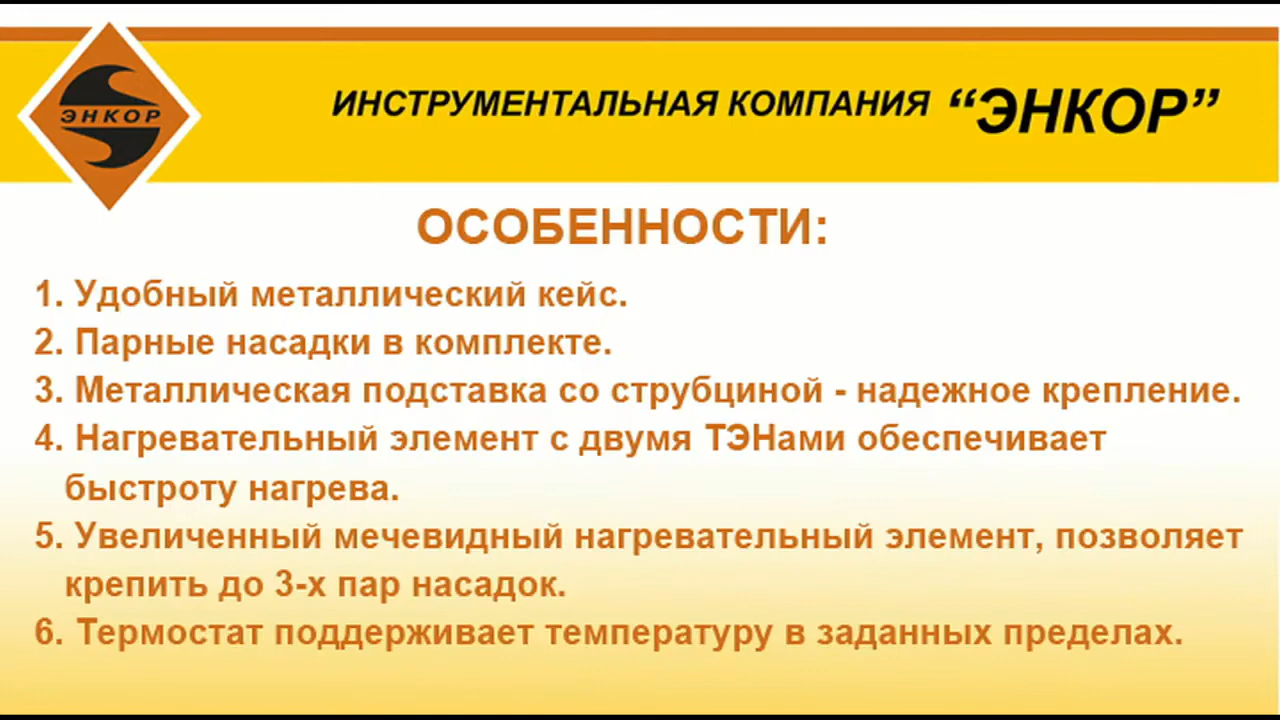 ЭНКОР
ИНСТРУМЕНТАЛЬНАЯ КОМПАНИЯ “ЭНКОР”
ОСОБЕННОСТИ:
1. Удобный металлический кейс.
2. Парные насадки в комплекте.
3. Металлическая подставка со струбциной - надежное крепление.
4. Нагревательный элемент с двумя ТЭНами обеспечивает
быстроту нагрева.
5. Увеличенный мечевидный нагревательный элемент, позволяет
крепить до 3-х пар насадок.
6. Термостат поддерживает температуру в заданных пределах.